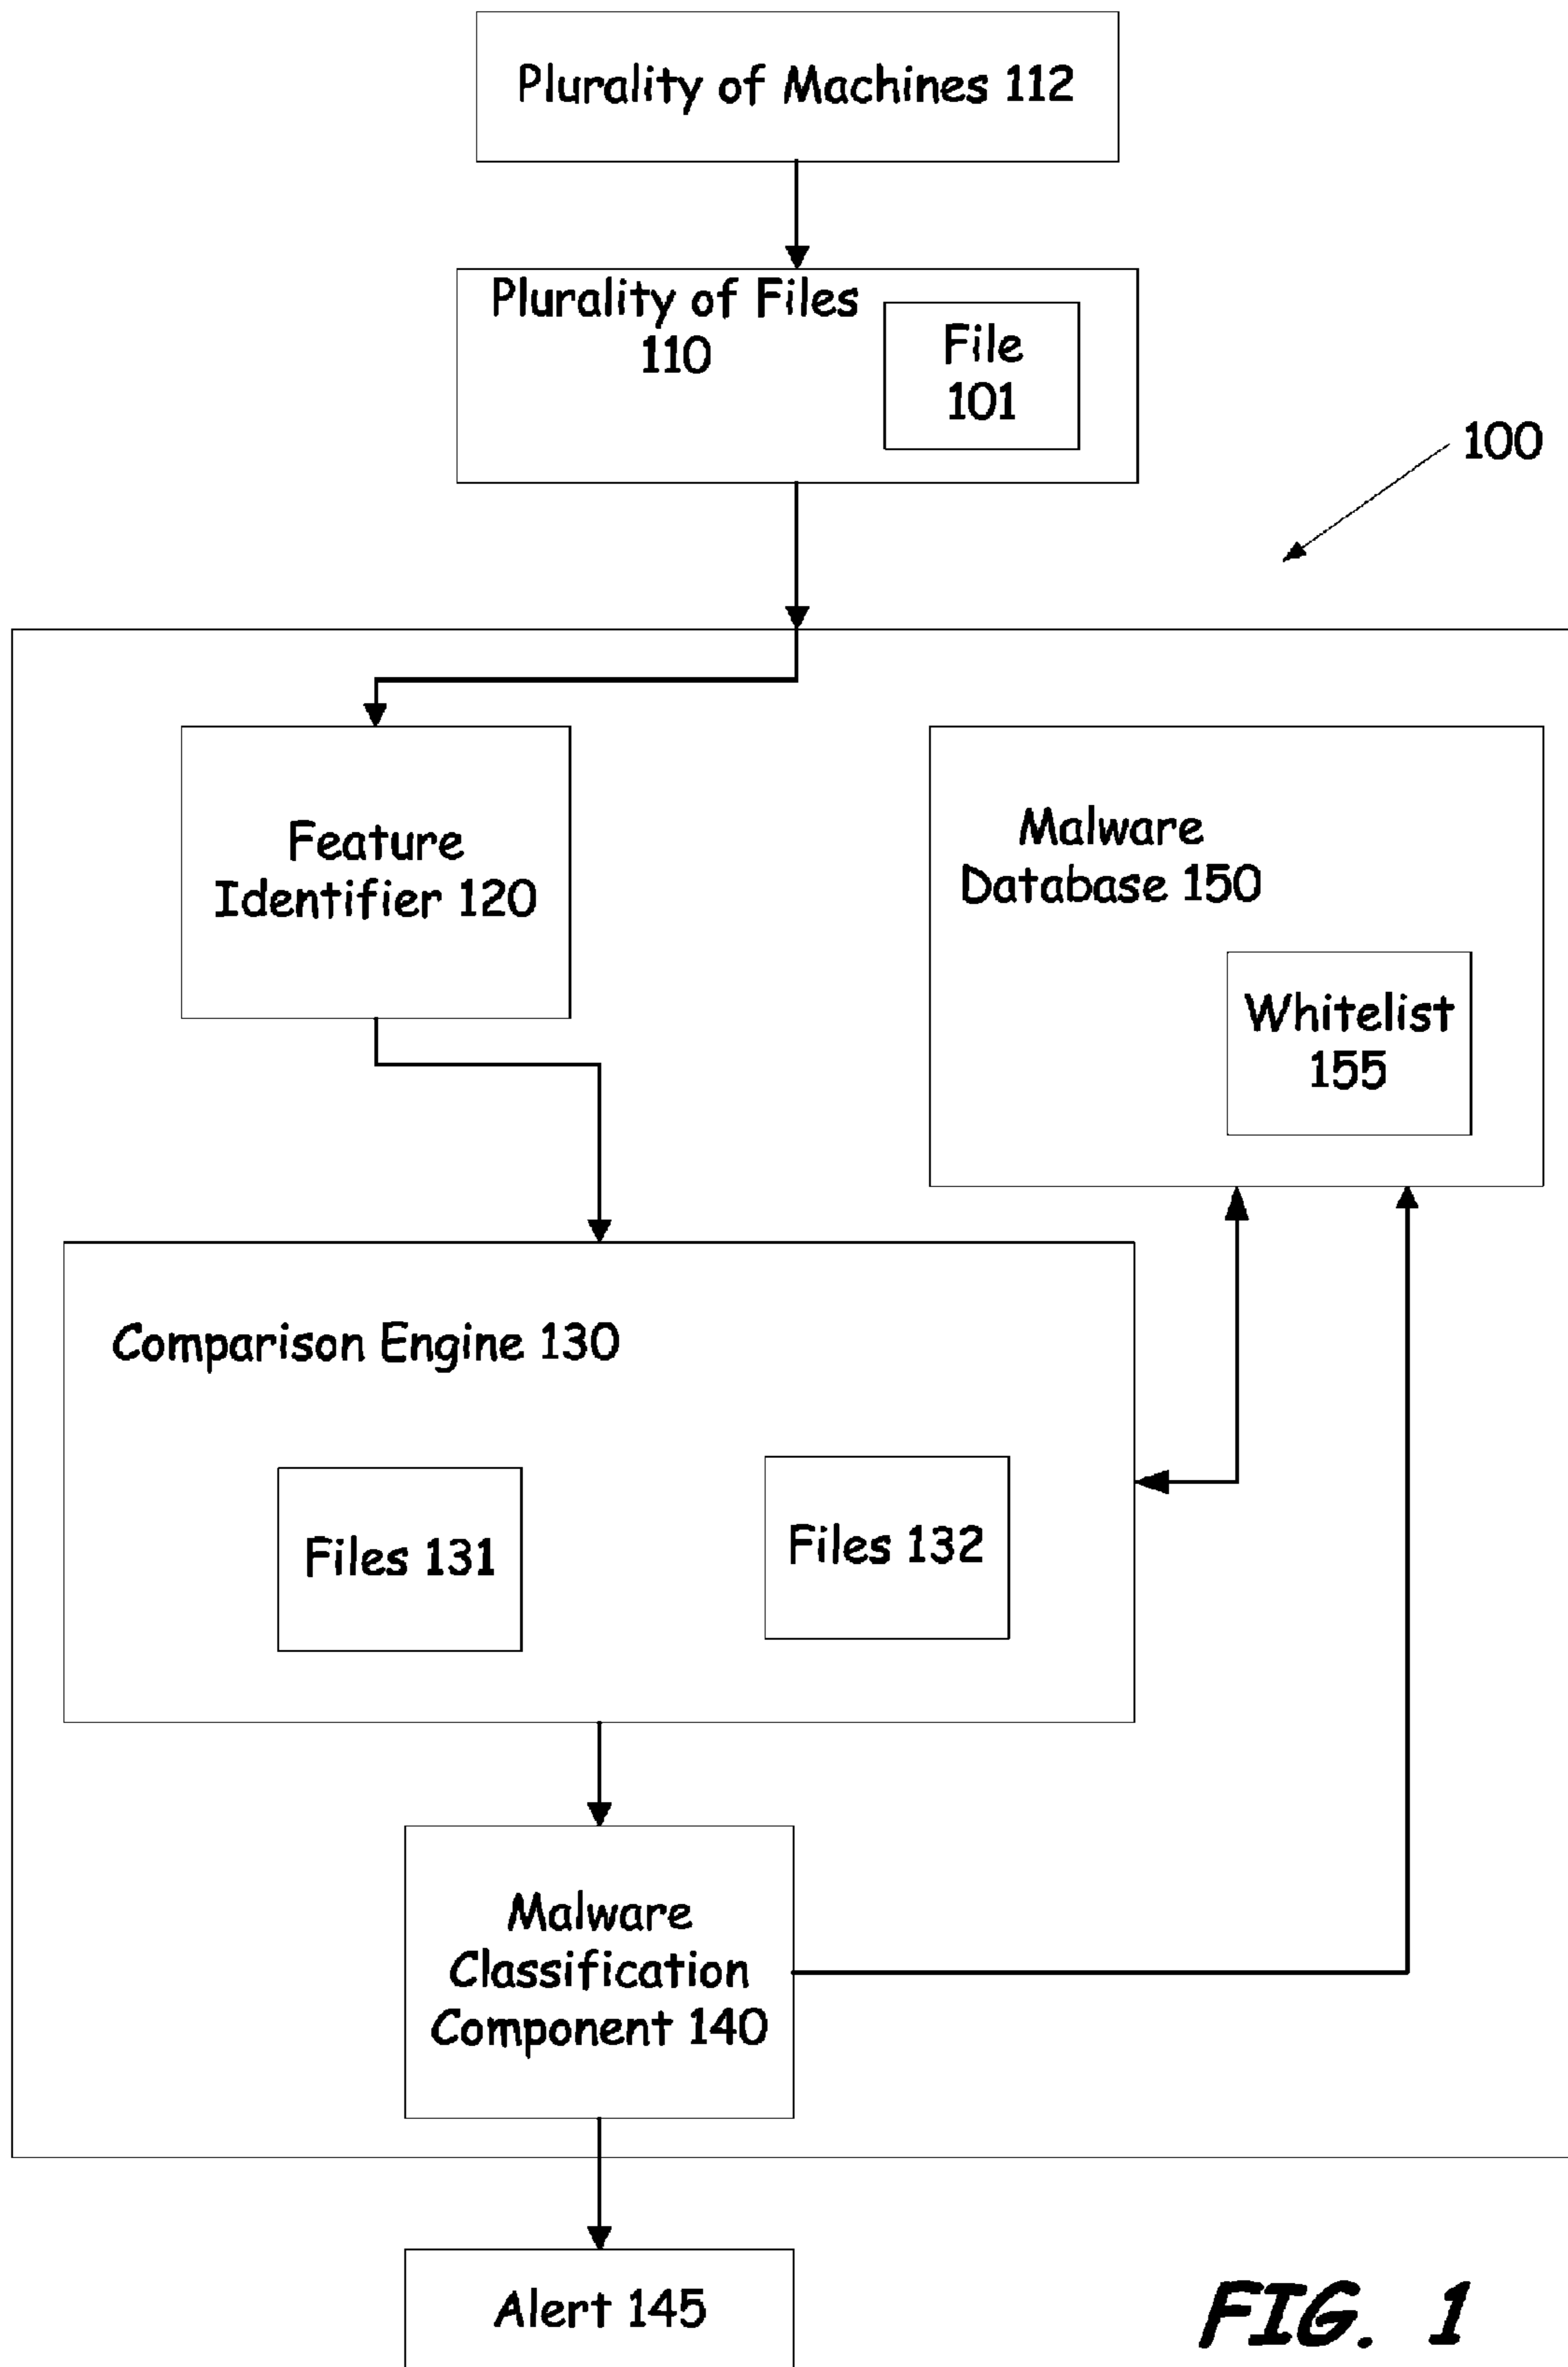 Plurality of Machines 112
Plurality of Files
110
File
101
100
Feature
Identifier 120
Malware
Database 150
Whitelist
155
Comparison Engine 130
Files 131
Files 132
Malware
Classification
Component 140
Alert 145
FIG. 1